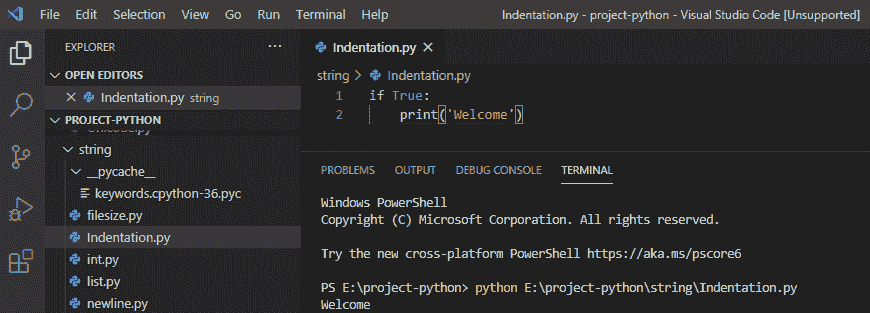 File Edit Selection View Go Run Terminal Help Indentation.py - project-python - Visual Studio Code [Unsupported]
EXPLORER ...
OPEN EDITORS
Indentation.py string
PROJECT-PYTHON
string
__pycache__
keywords.cpython-36.pyc
filesize.py
Indentation.py
int.py
list.py
newline.py
Indentation.py
string > Indentation.py
1 if True:
2     print('Welcome')
PROBLEMS OUTPUT DEBUG CONSOLE TERMINAL
Windows PowerShell
Copyright (C) Microsoft Corporation. All rights reserved.
Try the new cross-platform PowerShell https://aka.ms/pscore6
PS E:\project-python> python E:\project-python\string\Indentation.py
Welcome